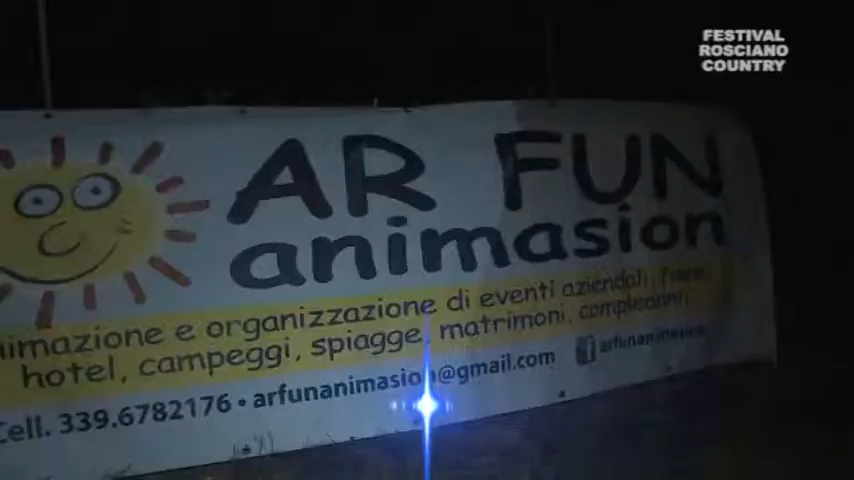 FESTIVAL
ROSCIANO
COUNTRY
AR FUN
animasion
nimazione e organizzazione di eventi aziendali,
hotel, campeggi, spiagge, matrimoni, compleanni,
Cell. 339.6782176 • arfunanimasion@gmail.com
arfunanimasion